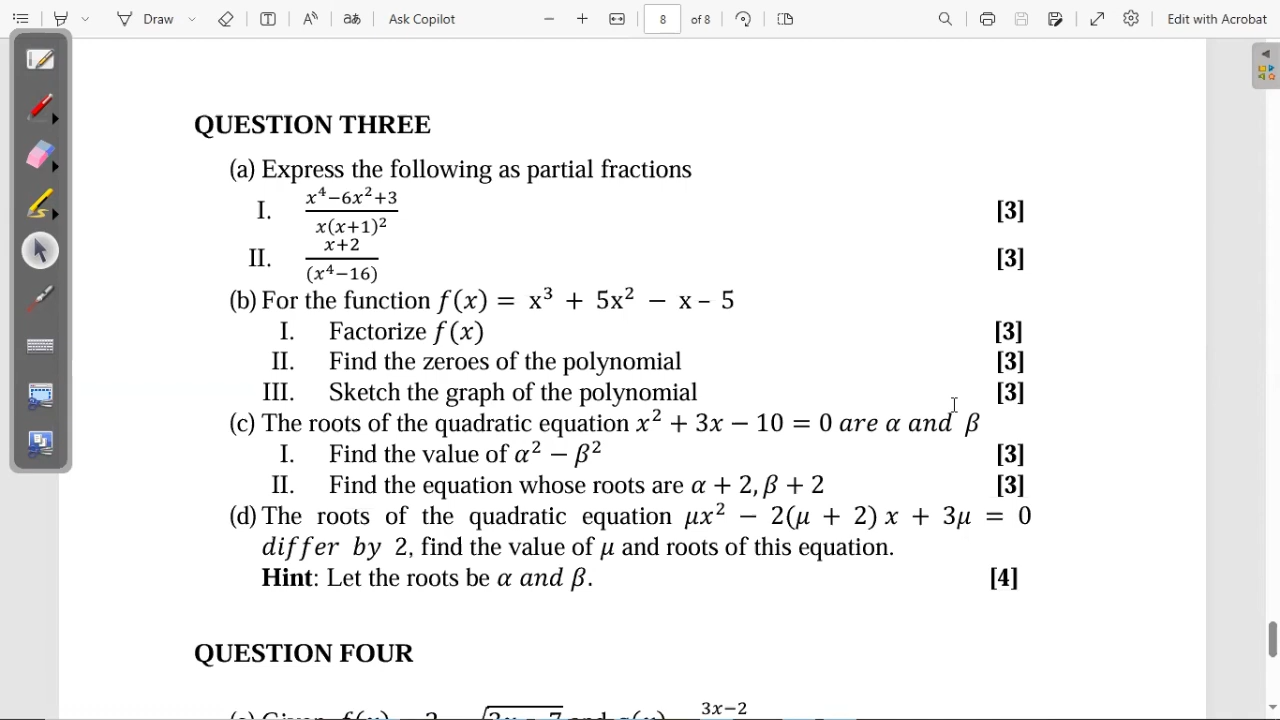 Draw
Ask Copilot
8 of 8
Edit with Acrobat
QUESTION THREE
(a) Express the following as partial fractions
I. (x⁴−6x²+3)/(x(x+1)²) [3]
II. (x+2)/((x⁴−16)) [3]
(b) For the function f(x) = x³ + 5x² − x – 5
I. Factorize f(x) [3]
II. Find the zeroes of the polynomial [3]
III. Sketch the graph of the polynomial [3]
(c) The roots of the quadratic equation x² + 3x − 10 = 0 are α and β
I. Find the value of α² − β² [3]
II. Find the equation whose roots are α + 2, β + 2 [3]
(d) The roots of the quadratic equation μx² − 2(μ + 2) x + 3μ = 0
differ by 2, find the value of μ and roots of this equation.
Hint: Let the roots be α and β. [4]
QUESTION FOUR
3x−2